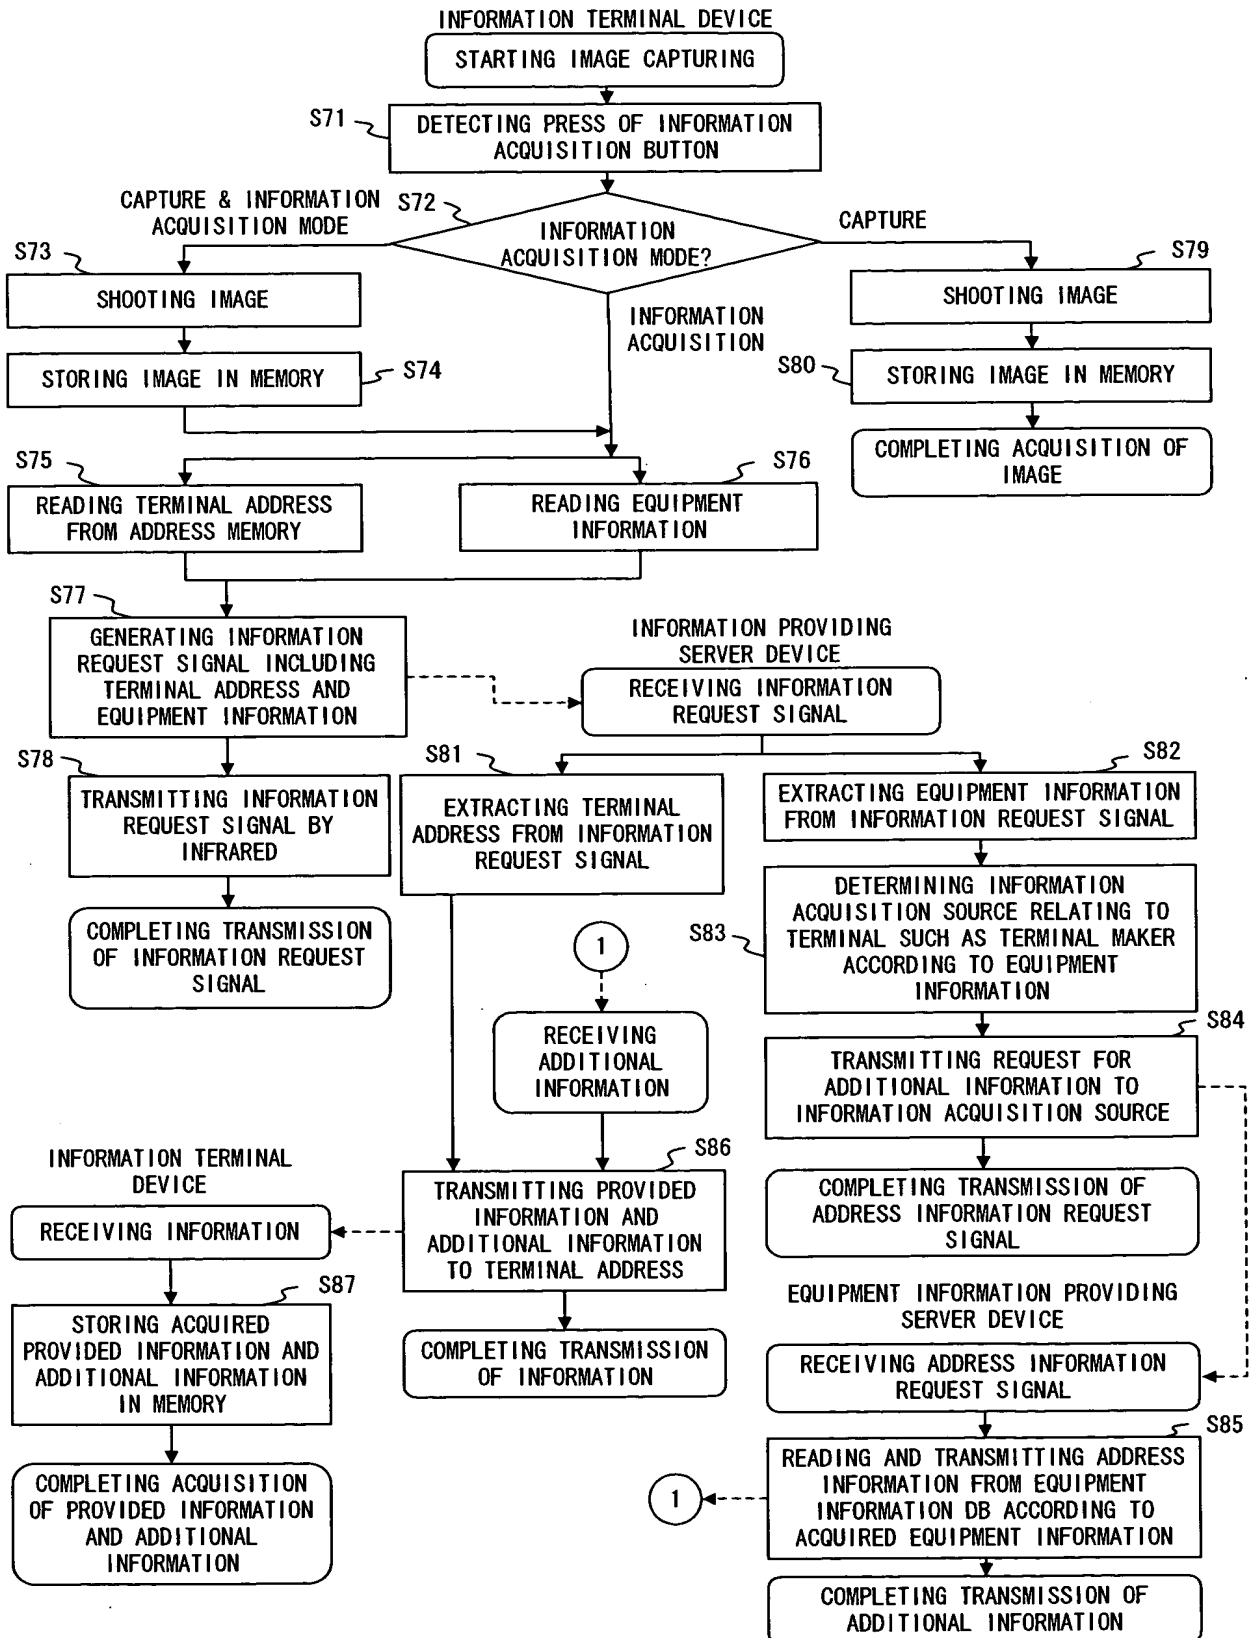 INFORMATION TERMINAL DEVICE
STARTING IMAGE CAPTURING
S71
DETECTING PRESS OF INFORMATION
ACQUISITION BUTTON
CAPTURE & INFORMATION
ACQUISITION MODE
S72
INFORMATION
ACQUISITION MODE?
CAPTURE
S73
SHOOTING IMAGE
S79
SHOOTING IMAGE
INFORMATION
ACQUISITION
STORING IMAGE IN MEMORY
S74
S80
STORING IMAGE IN MEMORY
COMPLETING ACQUISITION OF
IMAGE
S75
READING TERMINAL ADDRESS
FROM ADDRESS MEMORY
S76
READING EQUIPMENT
INFORMATION
S77
GENERATING INFORMATION
REQUEST SIGNAL INCLUDING
TERMINAL ADDRESS AND
EQUIPMENT INFORMATION
INFORMATION PROVIDING
SERVER DEVICE
RECEIVING INFORMATION
REQUEST SIGNAL
S78
TRANSMITTING INFORMATION
REQUEST SIGNAL BY
INFRARED
COMPLETING TRANSMISSION
OF INFORMATION REQUEST
SIGNAL
S81
EXTRACTING TERMINAL
ADDRESS FROM INFORMATION
REQUEST SIGNAL
S82
EXTRACTING EQUIPMENT INFORMATION
FROM INFORMATION REQUEST SIGNAL
S83
DETERMINING INFORMATION
ACQUISITION SOURCE RELATING TO
TERMINAL SUCH AS TERMINAL MAKER
ACCORDING TO EQUIPMENT
INFORMATION
1
RECEIVING
ADDITIONAL
INFORMATION
S84
TRANSMITTING REQUEST FOR
ADDITIONAL INFORMATION TO
INFORMATION ACQUISITION SOURCE
COMPLETING TRANSMISSION OF
ADDRESS INFORMATION REQUEST
SIGNAL
S86
TRANSMITTING PROVIDED
INFORMATION AND
ADDITIONAL INFORMATION
TO TERMINAL ADDRESS
COMPLETING TRANSMISSION
OF INFORMATION
INFORMATION TERMINAL
DEVICE
RECEIVING INFORMATION
S87
STORING ACQUIRED
PROVIDED INFORMATION AND
ADDITIONAL INFORMATION
IN MEMORY
COMPLETING ACQUISITION
OF PROVIDED INFORMATION
AND ADDITIONAL
INFORMATION
EQUIPMENT INFORMATION PROVIDING
SERVER DEVICE
RECEIVING ADDRESS INFORMATION
REQUEST SIGNAL
S85
READING AND TRANSMITTING ADDRESS
INFORMATION FROM EQUIPMENT
INFORMATION DB ACCORDING TO
ACQUIRED EQUIPMENT INFORMATION
1
COMPLETING TRANSMISSION OF
ADDITIONAL INFORMATION